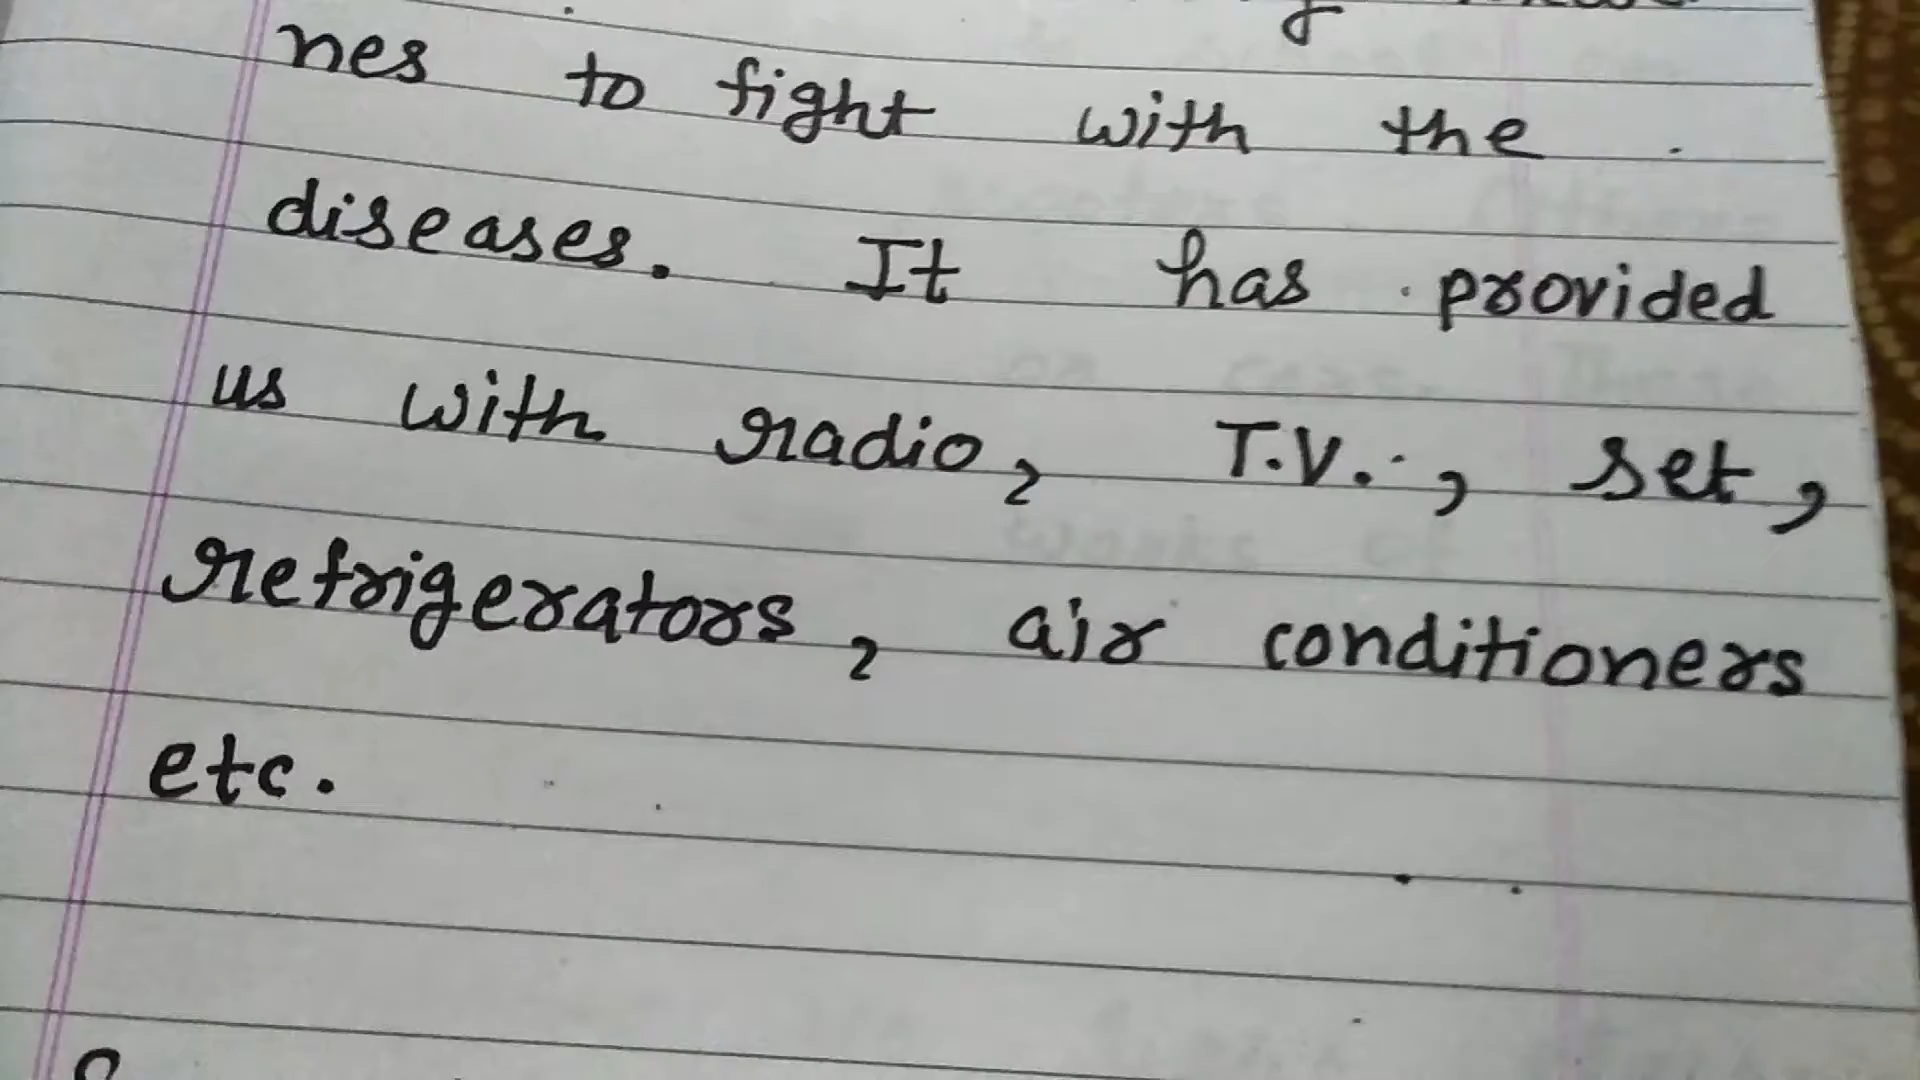 nes to fight with the
diseases. It has provided
us with radio, T.V., set,
refrigerators, air conditioners
etc.